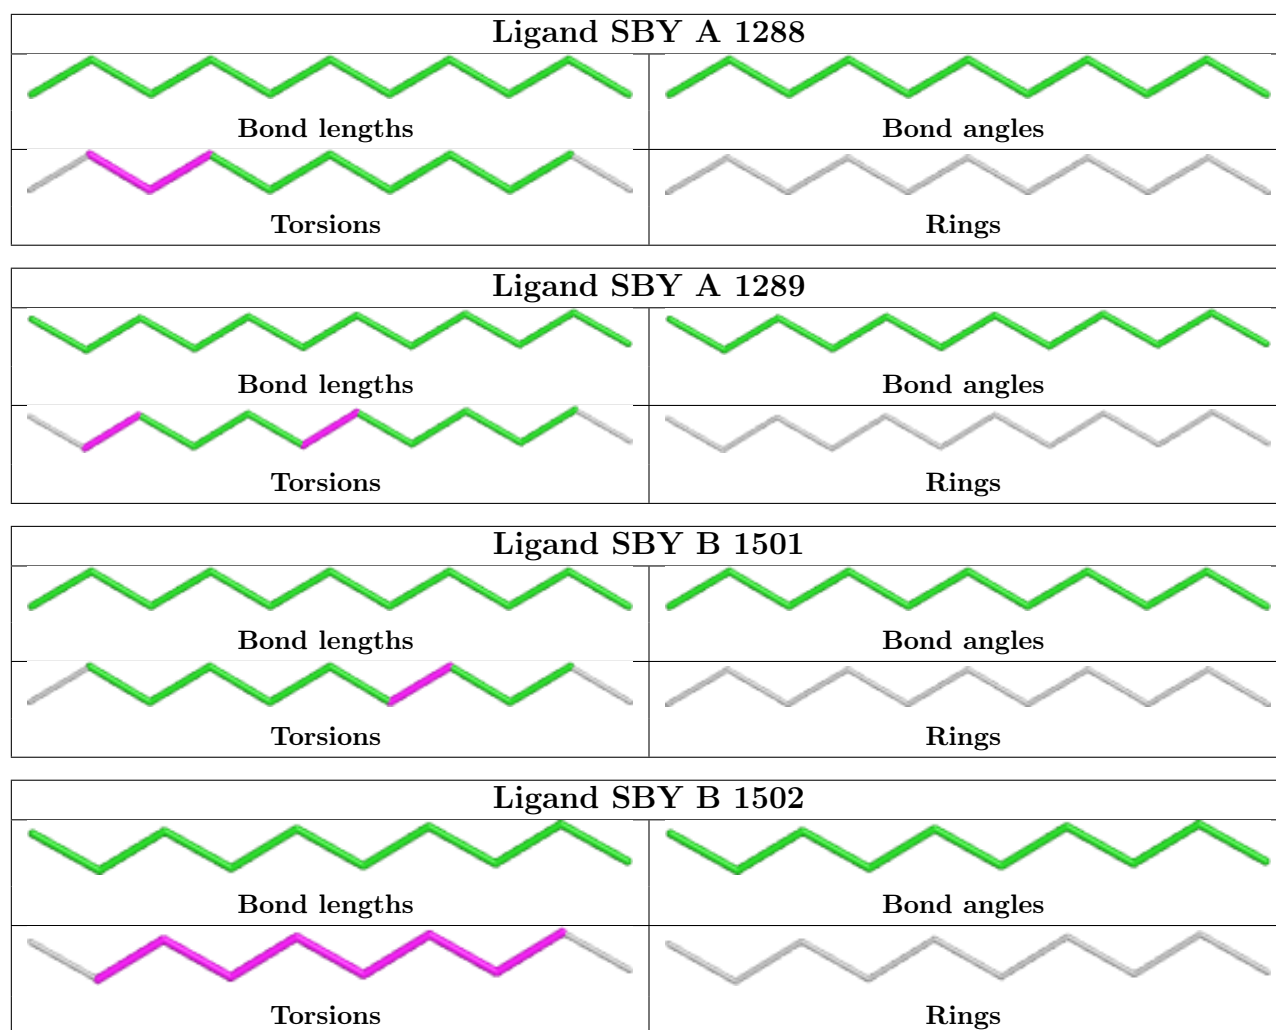 Ligand SBY A 1288
Bond lengths Bond angles
Torsions Rings
Ligand SBY A 1289
Bond lengths Bond angles
Torsions Rings
Ligand SBY B 1501
Bond lengths Bond angles
Torsions Rings
Ligand SBY B 1502
Bond lengths Bond angles
Torsions Rings